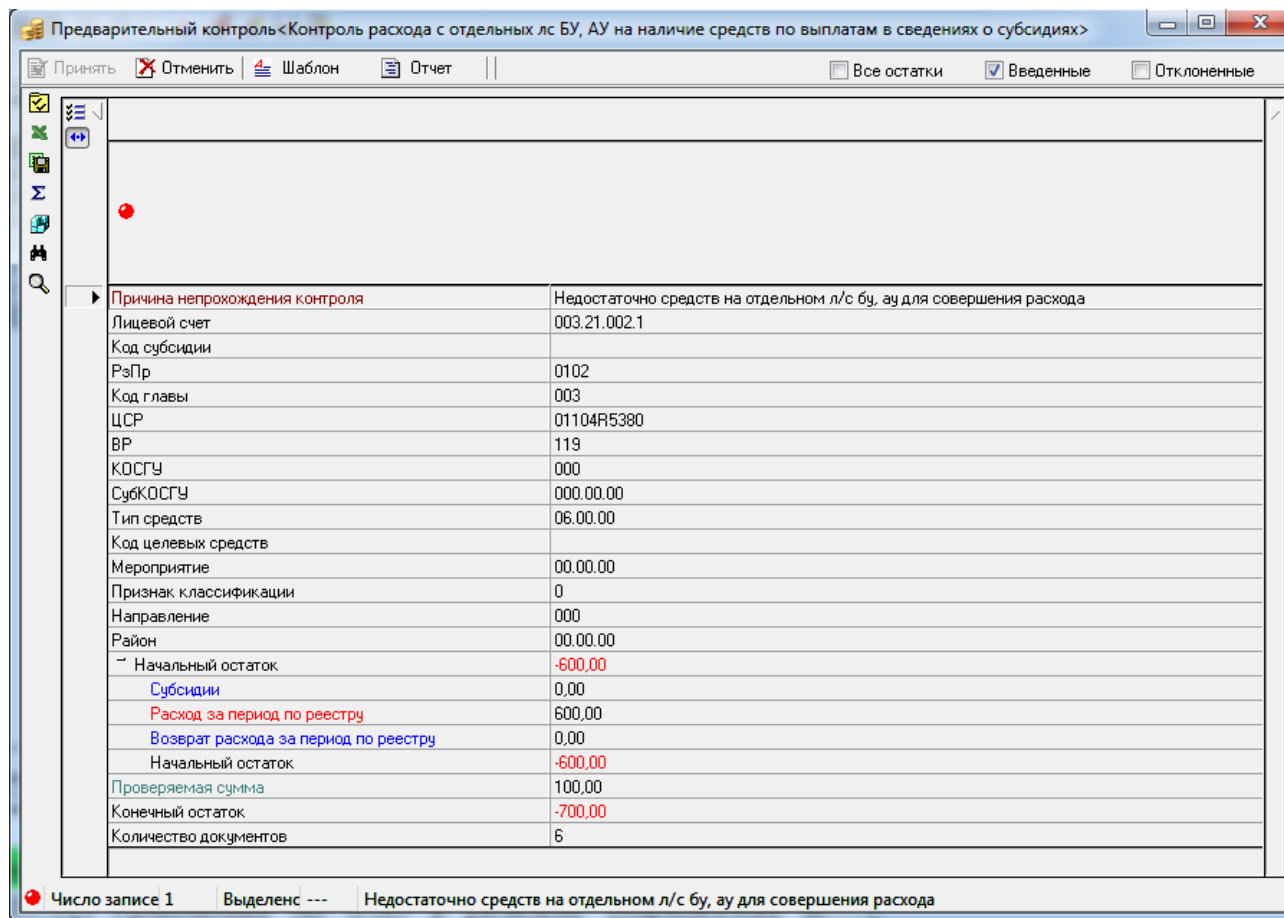 Предварительный контроль<Контроль расхода с отдельных лс БУ, АУ на наличие средств по выплатам в сведениях о субсидиях>
Принять Отменить Шаблон Отчет Все остатки Введенные Отклоненные
Причина непрохождения контроля Недостаточно средств на отдельном л/с бу, ау для совершения расхода
Лицевой счет 003.21.002.1
Код субсидии
РзПр 0102
Код главы 003
ЦСР 01104R5380
ВР 119
КОСГУ 000
СубКОСГУ 000.00.00
Тип средств 06.00.00
Код целевых средств
Мероприятие 00.00.00
Признак классификации 0
Направление 000
Район 00.00.00
Начальный остаток -600,00
Субсидии 0,00
Расход за период по реестру 600,00
Возврат расхода за период по реестру 0,00
Начальный остаток -600,00
Проверяемая сумма 100,00
Конечный остаток -700,00
Количество документов 6
Число записе 1 Выделенс --- Недостаточно средств на отдельном л/с бу, ау для совершения расхода